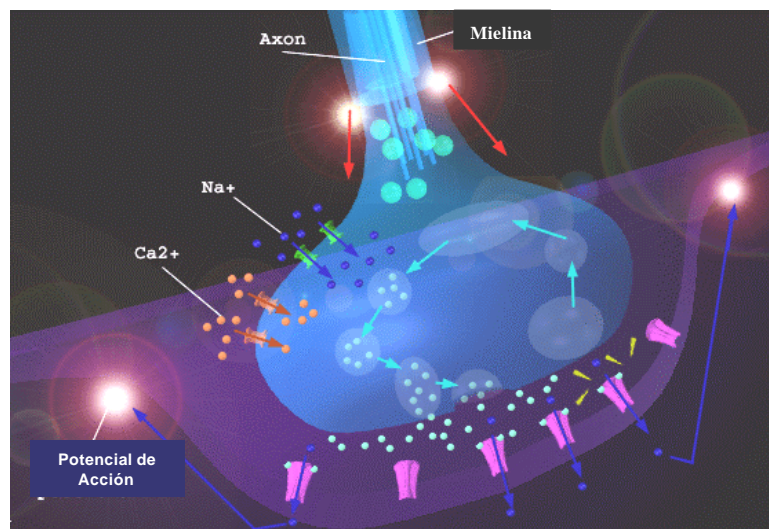 Mielina
Axon
Na+
Ca2+
Potencial de
Acción